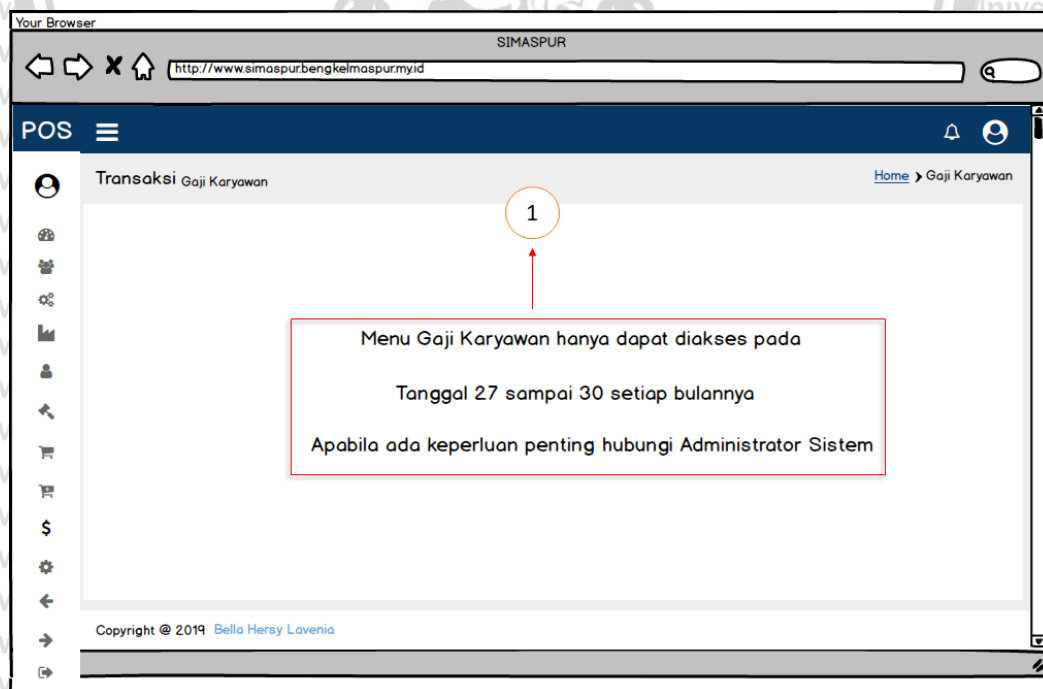 Your Browser
SIMASPUR
http://www.simaspur.bengkelmaspur.my.id
POS
Transaksi Gaji Karyawan
Home > Gaji Karyawan
1
Menu Gaji Karyawan hanya dapat diakses pada
Tanggal 27 sampai 30 setiap bulannya
Apabila ada keperluan penting hubungi Administrator Sistem
$
Copyright @ 2019 Bella Hersy Lavenia